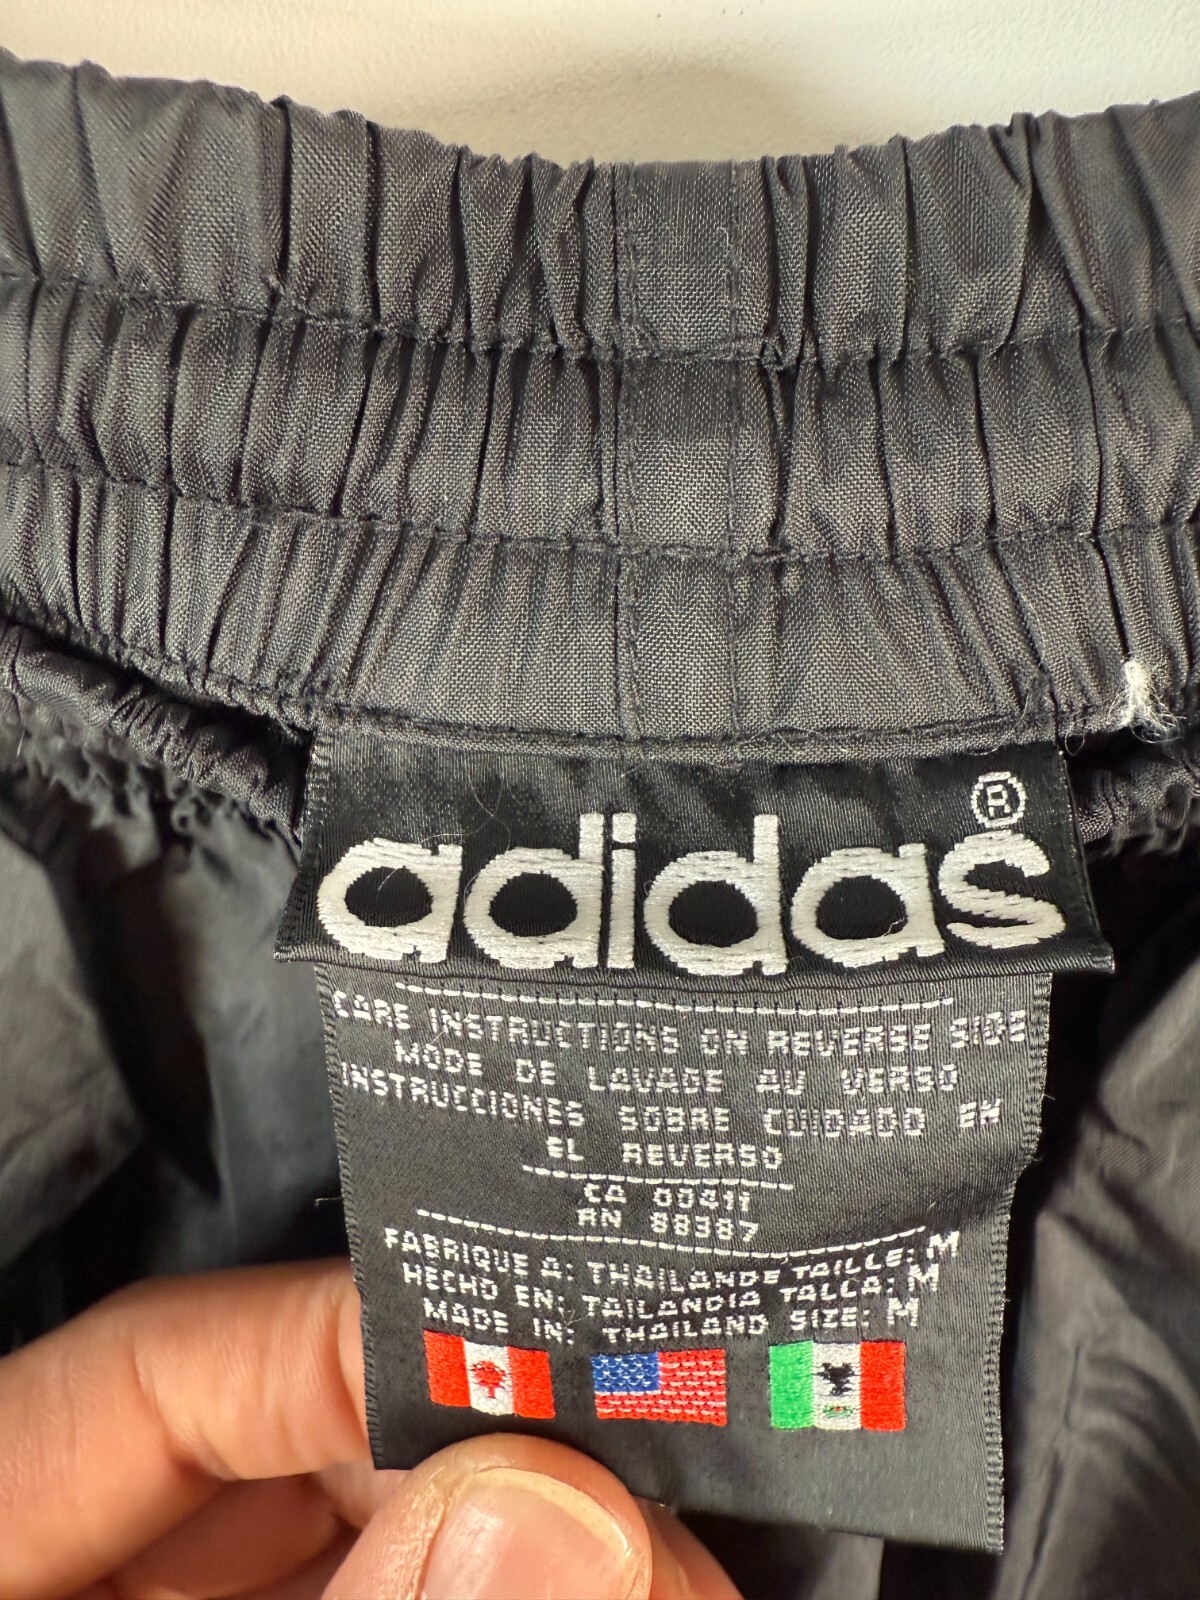 adidas®
CARE INSTRUCTIONS ON REVERSE SIDE
MODE DE LAVAGE AU VERSO
INSTRUCCIONES SOBRE CUIDADO EN
EL REVERSO
CA 00411
RN 88387
FABRIQUE A: THAILANDE TAILLE: M
HECHO EN: TAILANDIA TALLA: M
MADE IN: THAILAND SIZE: M